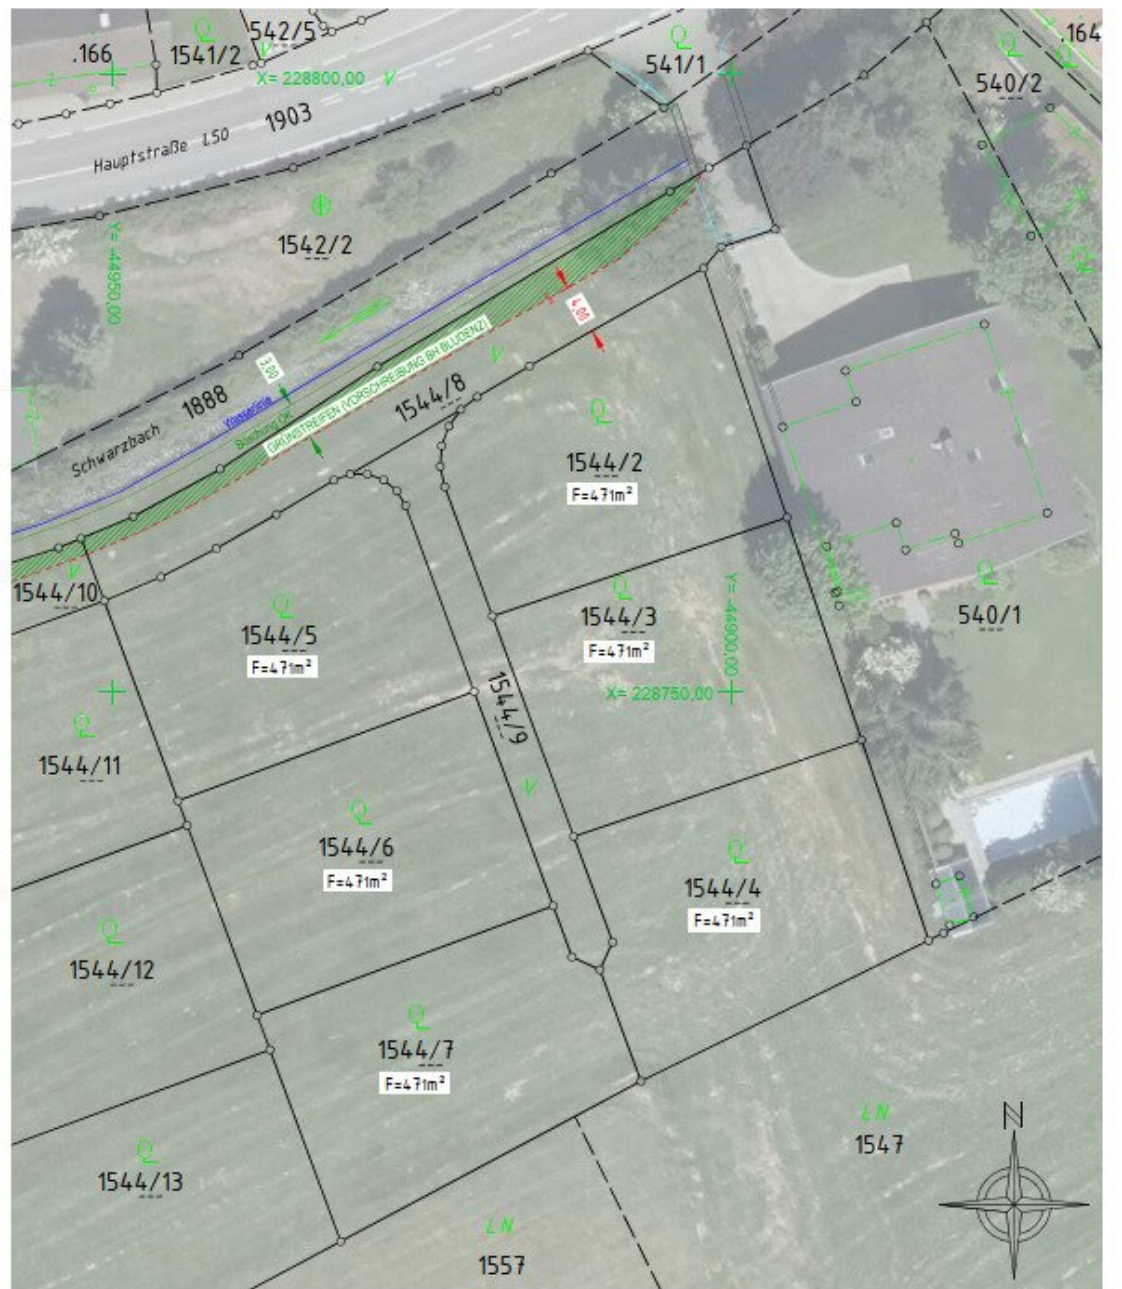 542/5
.166
1541/2
V
X= 228800,00
V
541/1
.164
540/2
Hauptstraße L50
1903
1542/2
Y= -44950,00
4.00
3,00
GRÜNSTREIFEN (VORSCHREIBUNG BH BLUDENZ)
V
1544/8
1888
Wasserlinie
Böschung OK
Schwarzbach
1544/2
F=471m²
V
1544/10
1544/5
F=471m²
1544/3
F=471m²
Y= -44900,00
540/1
X= 228750,00
1544/9
1544/11
V
1544/6
F=471m²
1544/4
F=471m²
1544/12
1544/7
F=471m²
L N
1547
N
1544/13
L N
1557